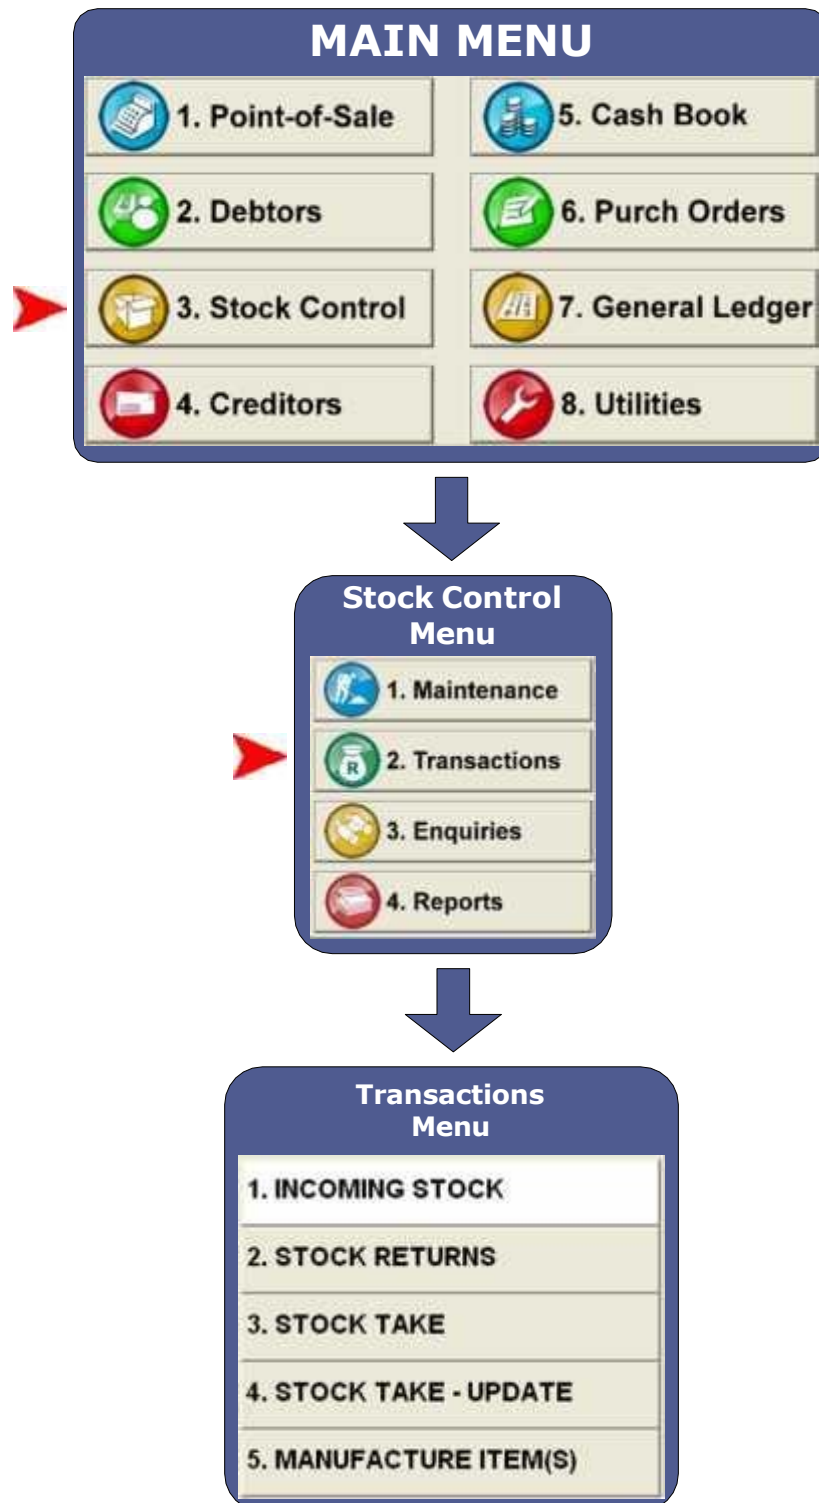 MAIN MENU
1. Point-of-Sale
5. Cash Book
2. Debtors
6. Purch Orders
3. Stock Control
7. General Ledger
4. Creditors
8. Utilities
Stock Control
Menu
1. Maintenance
R
2. Transactions
3. Enquiries
4. Reports
Transactions
Menu
1. INCOMING STOCK
2. STOCK RETURNS
3. STOCK TAKE
4. STOCK TAKE - UPDATE
5. MANUFACTURE ITEM(S)